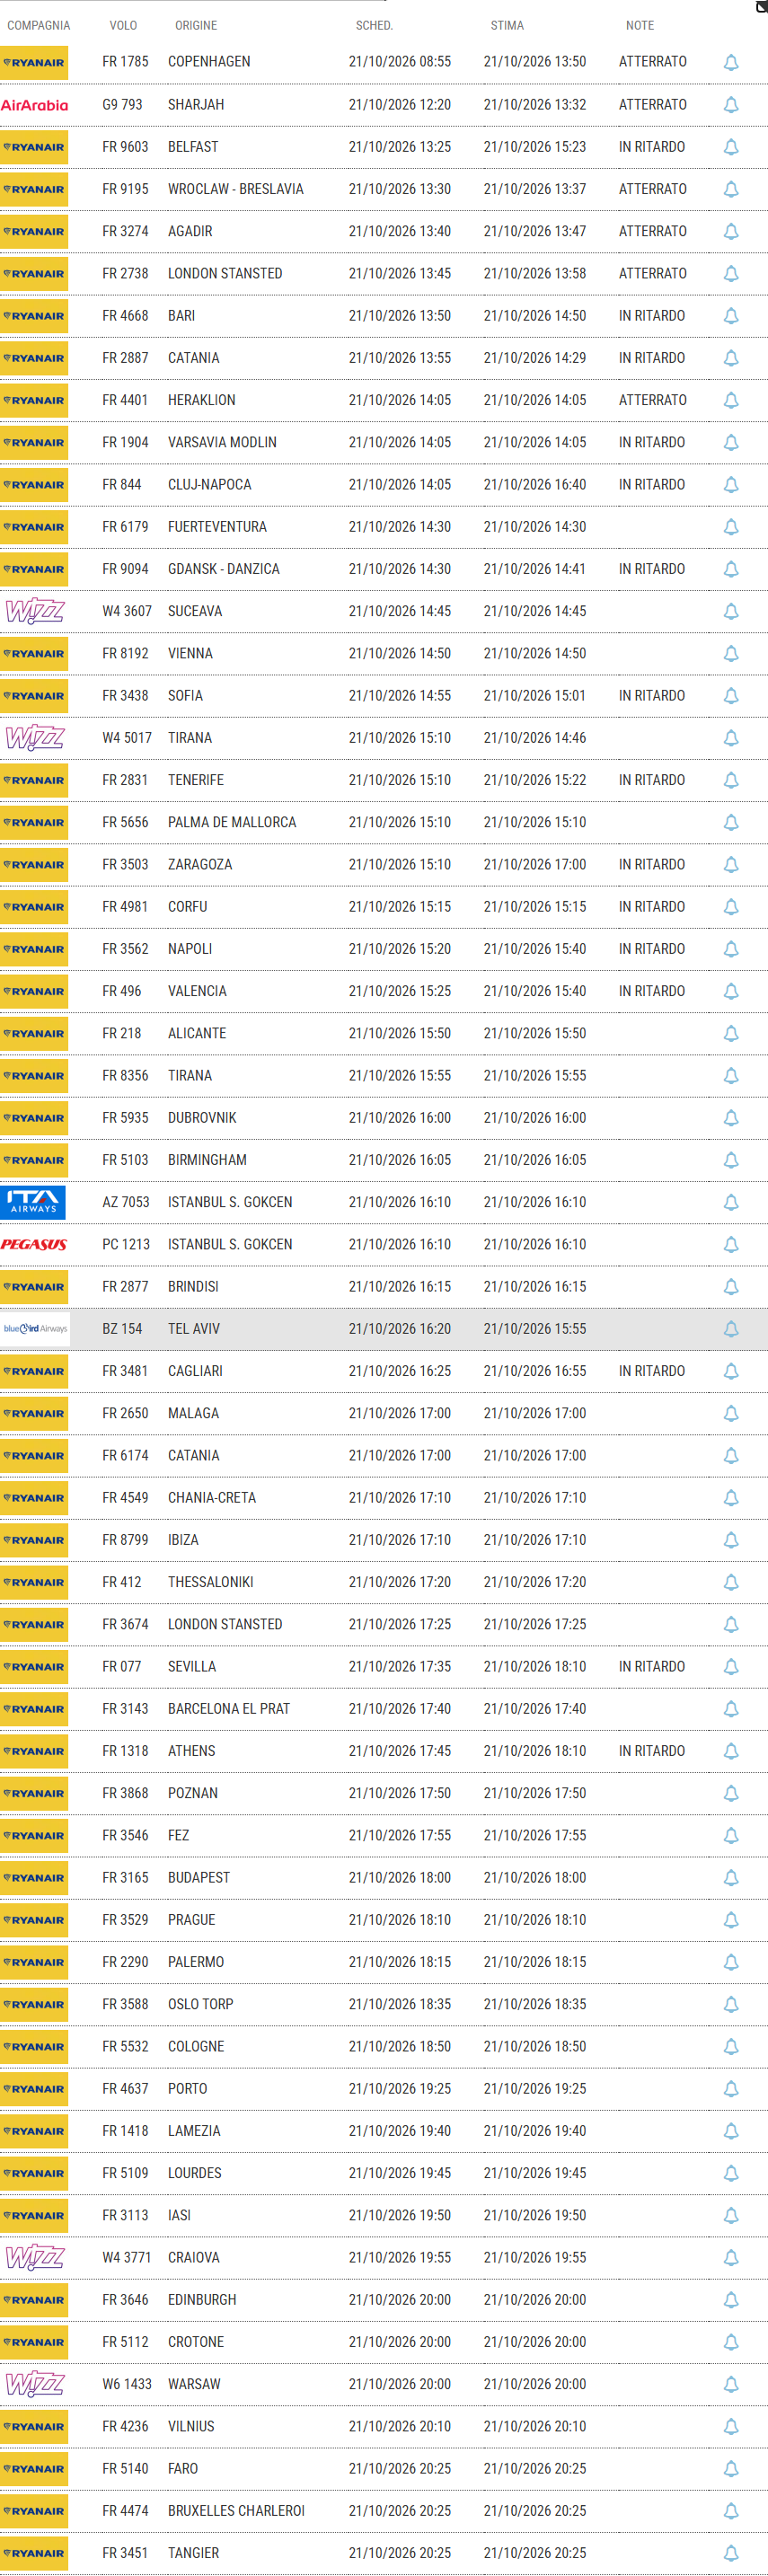 COMPAGNIA VOLO ORIGINE SCHED. STIMA NOTE
RYANAIR FR 1785 COPENHAGEN 21/10/2026 08:55 21/10/2026 13:50 ATTERRATO
AirArabia G9 793 SHARJAH 21/10/2026 12:20 21/10/2026 13:32 ATTERRATO
RYANAIR FR 9603 BELFAST 21/10/2026 13:25 21/10/2026 15:23 IN RITARDO
RYANAIR FR 9195 WROCLAW - BRESLAVIA 21/10/2026 13:30 21/10/2026 13:37 ATTERRATO
RYANAIR FR 3274 AGADIR 21/10/2026 13:40 21/10/2026 13:47 ATTERRATO
RYANAIR FR 2738 LONDON STANSTED 21/10/2026 13:45 21/10/2026 13:58 ATTERRATO
RYANAIR FR 4668 BARI 21/10/2026 13:50 21/10/2026 14:50 IN RITARDO
RYANAIR FR 2887 CATANIA 21/10/2026 13:55 21/10/2026 14:29 IN RITARDO
RYANAIR FR 4401 HERAKLION 21/10/2026 14:05 21/10/2026 14:05 ATTERRATO
RYANAIR FR 1904 VARSAVIA MODLIN 21/10/2026 14:05 21/10/2026 14:05 IN RITARDO
RYANAIR FR 844 CLUJ-NAPOCA 21/10/2026 14:05 21/10/2026 16:40 IN RITARDO
RYANAIR FR 6179 FUERTEVENTURA 21/10/2026 14:30 21/10/2026 14:30
RYANAIR FR 9094 GDANSK - DANZICA 21/10/2026 14:30 21/10/2026 14:41 IN RITARDO
WIZZ W4 3607 SUCEAVA 21/10/2026 14:45 21/10/2026 14:45
RYANAIR FR 8192 VIENNA 21/10/2026 14:50 21/10/2026 14:50
RYANAIR FR 3438 SOFIA 21/10/2026 14:55 21/10/2026 15:01 IN RITARDO
WIZZ W4 5017 TIRANA 21/10/2026 15:10 21/10/2026 14:46
RYANAIR FR 2831 TENERIFE 21/10/2026 15:10 21/10/2026 15:22 IN RITARDO
RYANAIR FR 5656 PALMA DE MALLORCA 21/10/2026 15:10 21/10/2026 15:10
RYANAIR FR 3503 ZARAGOZA 21/10/2026 15:10 21/10/2026 17:00 IN RITARDO
RYANAIR FR 4981 CORFU 21/10/2026 15:15 21/10/2026 15:15 IN RITARDO
RYANAIR FR 3562 NAPOLI 21/10/2026 15:20 21/10/2026 15:40 IN RITARDO
RYANAIR FR 496 VALENCIA 21/10/2026 15:25 21/10/2026 15:40 IN RITARDO
RYANAIR FR 218 ALICANTE 21/10/2026 15:50 21/10/2026 15:50
RYANAIR FR 8356 TIRANA 21/10/2026 15:55 21/10/2026 15:55
RYANAIR FR 5935 DUBROVNIK 21/10/2026 16:00 21/10/2026 16:00
RYANAIR FR 5103 BIRMINGHAM 21/10/2026 16:05 21/10/2026 16:05
ITA AIRWAYS AZ 7053 ISTANBUL S. GOKCEN 21/10/2026 16:10 21/10/2026 16:10
PEGASUS PC 1213 ISTANBUL S. GOKCEN 21/10/2026 16:10 21/10/2026 16:10
RYANAIR FR 2877 BRINDISI 21/10/2026 16:15 21/10/2026 16:15
bluebird Airways BZ 154 TEL AVIV 21/10/2026 16:20 21/10/2026 15:55
RYANAIR FR 3481 CAGLIARI 21/10/2026 16:25 21/10/2026 16:55 IN RITARDO
RYANAIR FR 2650 MALAGA 21/10/2026 17:00 21/10/2026 17:00
RYANAIR FR 6174 CATANIA 21/10/2026 17:00 21/10/2026 17:00
RYANAIR FR 4549 CHANIA-CRETA 21/10/2026 17:10 21/10/2026 17:10
RYANAIR FR 8799 IBIZA 21/10/2026 17:10 21/10/2026 17:10
RYANAIR FR 412 THESSALONIKI 21/10/2026 17:20 21/10/2026 17:20
RYANAIR FR 3674 LONDON STANSTED 21/10/2026 17:25 21/10/2026 17:25
RYANAIR FR 077 SEVILLA 21/10/2026 17:35 21/10/2026 18:10 IN RITARDO
RYANAIR FR 3143 BARCELONA EL PRAT 21/10/2026 17:40 21/10/2026 17:40
RYANAIR FR 1318 ATHENS 21/10/2026 17:45 21/10/2026 18:10 IN RITARDO
RYANAIR FR 3868 POZNAN 21/10/2026 17:50 21/10/2026 17:50
RYANAIR FR 3546 FEZ 21/10/2026 17:55 21/10/2026 17:55
RYANAIR FR 3165 BUDAPEST 21/10/2026 18:00 21/10/2026 18:00
RYANAIR FR 3529 PRAGUE 21/10/2026 18:10 21/10/2026 18:10
RYANAIR FR 2290 PALERMO 21/10/2026 18:15 21/10/2026 18:15
RYANAIR FR 3588 OSLO TORP 21/10/2026 18:35 21/10/2026 18:35
RYANAIR FR 5532 COLOGNE 21/10/2026 18:50 21/10/2026 18:50
RYANAIR FR 4637 PORTO 21/10/2026 19:25 21/10/2026 19:25
RYANAIR FR 1418 LAMEZIA 21/10/2026 19:40 21/10/2026 19:40
RYANAIR FR 5109 LOURDES 21/10/2026 19:45 21/10/2026 19:45
RYANAIR FR 3113 IASI 21/10/2026 19:50 21/10/2026 19:50
WIZZ W4 3771 CRAIOVA 21/10/2026 19:55 21/10/2026 19:55
RYANAIR FR 3646 EDINBURGH 21/10/2026 20:00 21/10/2026 20:00
RYANAIR FR 5112 CROTONE 21/10/2026 20:00 21/10/2026 20:00
WIZZ W6 1433 WARSAW 21/10/2026 20:00 21/10/2026 20:00
RYANAIR FR 4236 VILNIUS 21/10/2026 20:10 21/10/2026 20:10
RYANAIR FR 5140 FARO 21/10/2026 20:25 21/10/2026 20:25
RYANAIR FR 4474 BRUXELLES CHARLEROI 21/10/2026 20:25 21/10/2026 20:25
RYANAIR FR 3451 TANGIER 21/10/2026 20:25 21/10/2026 20:25